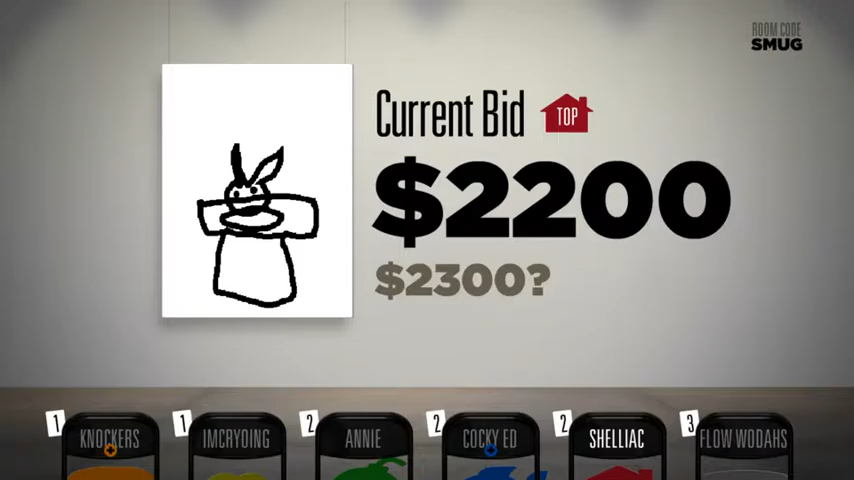 ROOM CODE
SMUG
Current Bid TOP
$2200
$2300?
1 KNOCKERS 1 IMCRYOING 2 ANNIE 2 COCKY ED 2 SHELLIAC 3 FLOW WODAHS